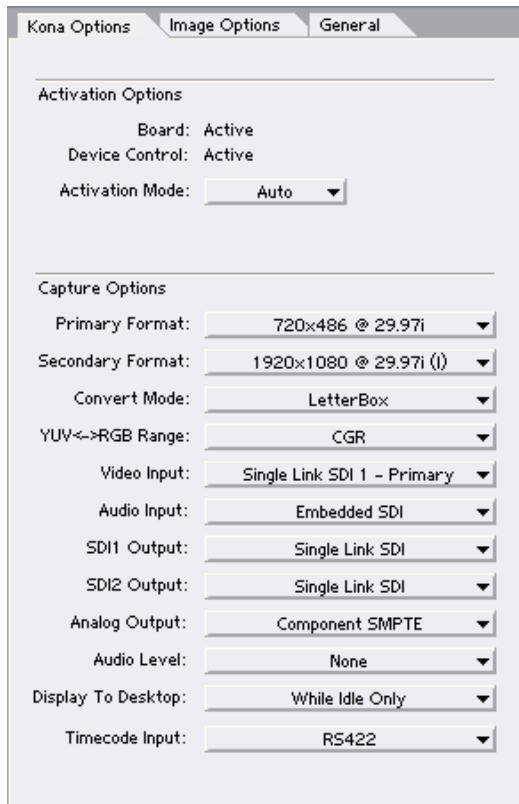 Kona Options Image Options General
Activation Options
Board: Active
Device Control: Active
Activation Mode: Auto
Capture Options
Primary Format: 720x486 @ 29.97i
Secondary Format: 1920x1080 @ 29.97i (i)
Convert Mode: LetterBox
YUV<->RGB Range: CGR
Video Input: Single Link SDI 1 - Primary
Audio Input: Embedded SDI
SDI1 Output: Single Link SDI
SDI2 Output: Single Link SDI
Analog Output: Component SMPTE
Audio Level: None
Display To Desktop: While Idle Only
Timecode Input: RS422